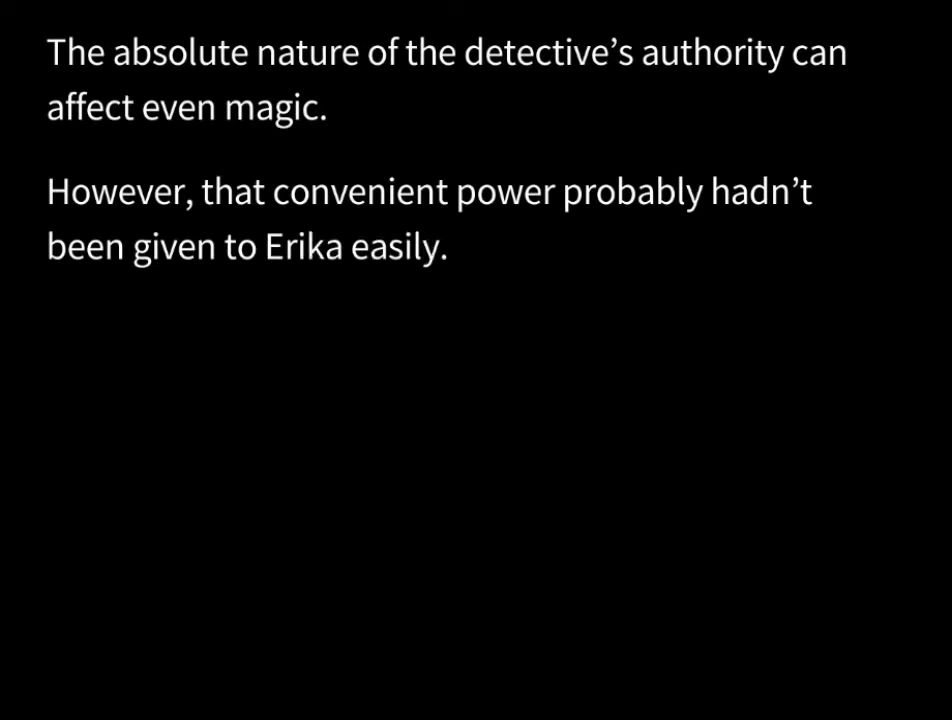 The absolute nature of the detective’s authority can
affect even magic.
However, that convenient power probably hadn’t
been given to Erika easily.